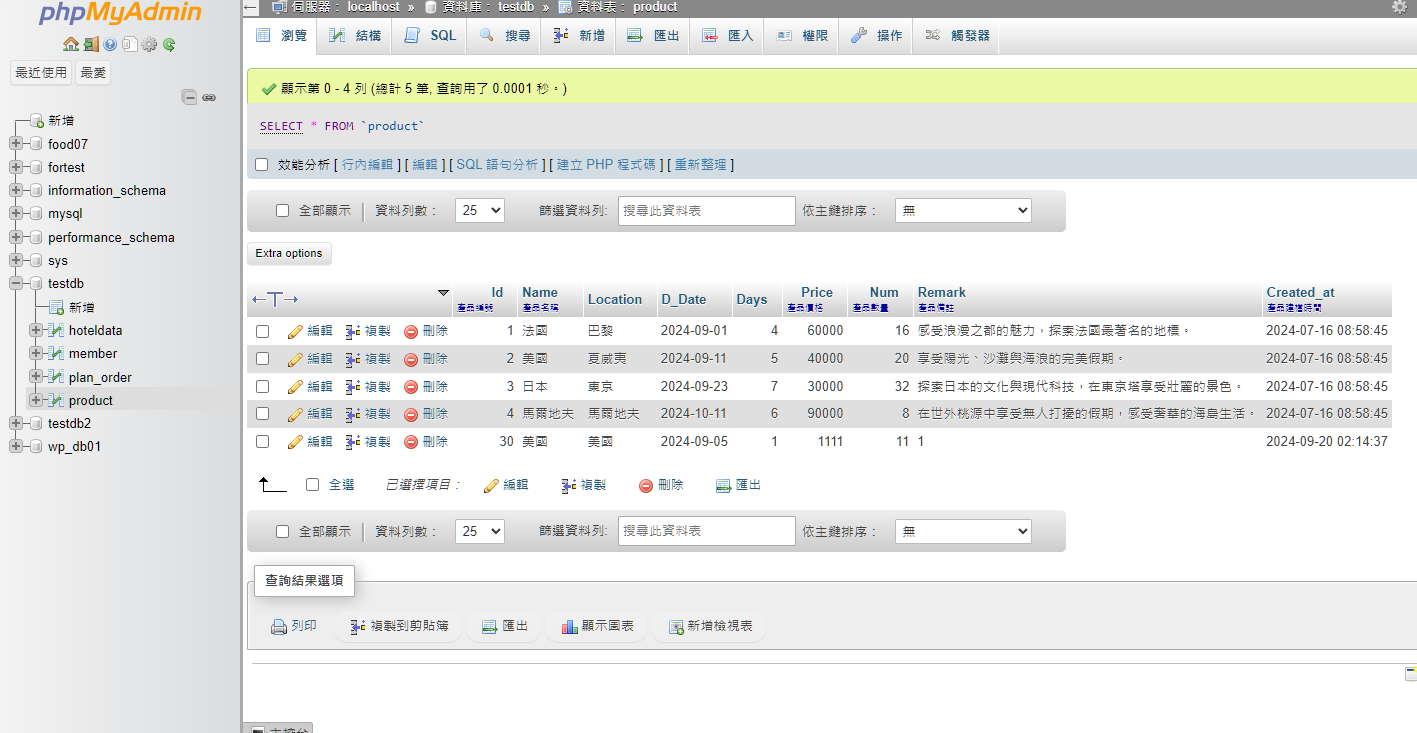 phpMyAdmin
最近使用 最愛
新增
food07
fortest
information_schema
mysql
performance_schema
sys
testdb
新增
hoteldata
member
plan_order
product
testdb2
wp_db01
伺服器： localhost » 資料庫： testdb » 資料表： product
瀏覽 結構 SQL 搜尋 新增 匯出 匯入 權限 操作 觸發器
顯示第 0 - 4 列 (總計 5 筆, 查詢用了 0.0001 秒。)
SELECT * FROM `product`
效能分析 [ 行內編輯 ] [ 編輯 ] [ SQL 語句分析 ] [ 建立 PHP 程式碼 ] [ 重新整理 ]
全部顯示 | 資料列數： 25 篩選資料列: 搜尋此資料表 依主鍵排序： 無
Extra options
Id Name Location D_Date Days Price Num Remark Created_at
產品編號 產品名稱 產品價格 產品數量 產品備註 產品建檔時間
編輯 複製 刪除 1 法國 巴黎 2024-09-01 4 60000 16 感受浪漫之都的魅力，探索法國最著名的地標。 2024-07-16 08:58:45
編輯 複製 刪除 2 美國 夏威夷 2024-09-11 5 40000 20 享受陽光、沙灘與海浪的完美假期。 2024-07-16 08:58:45
編輯 複製 刪除 3 日本 東京 2024-09-23 7 30000 32 探索日本的文化與現代科技，在東京塔享受壯麗的景色。 2024-07-16 08:58:45
編輯 複製 刪除 4 馬爾地夫 馬爾地夫 2024-10-11 6 90000 8 在世外桃源中享受無人打擾的假期，感受奢華的海島生活。 2024-07-16 08:58:45
編輯 複製 刪除 30 美國 美國 2024-09-05 1 1111 11 1 2024-09-20 02:14:37
全選 已選擇項目： 編輯 複製 刪除 匯出
全部顯示 | 資料列數： 25 篩選資料列: 搜尋此資料表 依主鍵排序： 無
查詢結果選項
列印 複製到剪貼簿 匯出 顯示圖表 新增檢視表
主控台